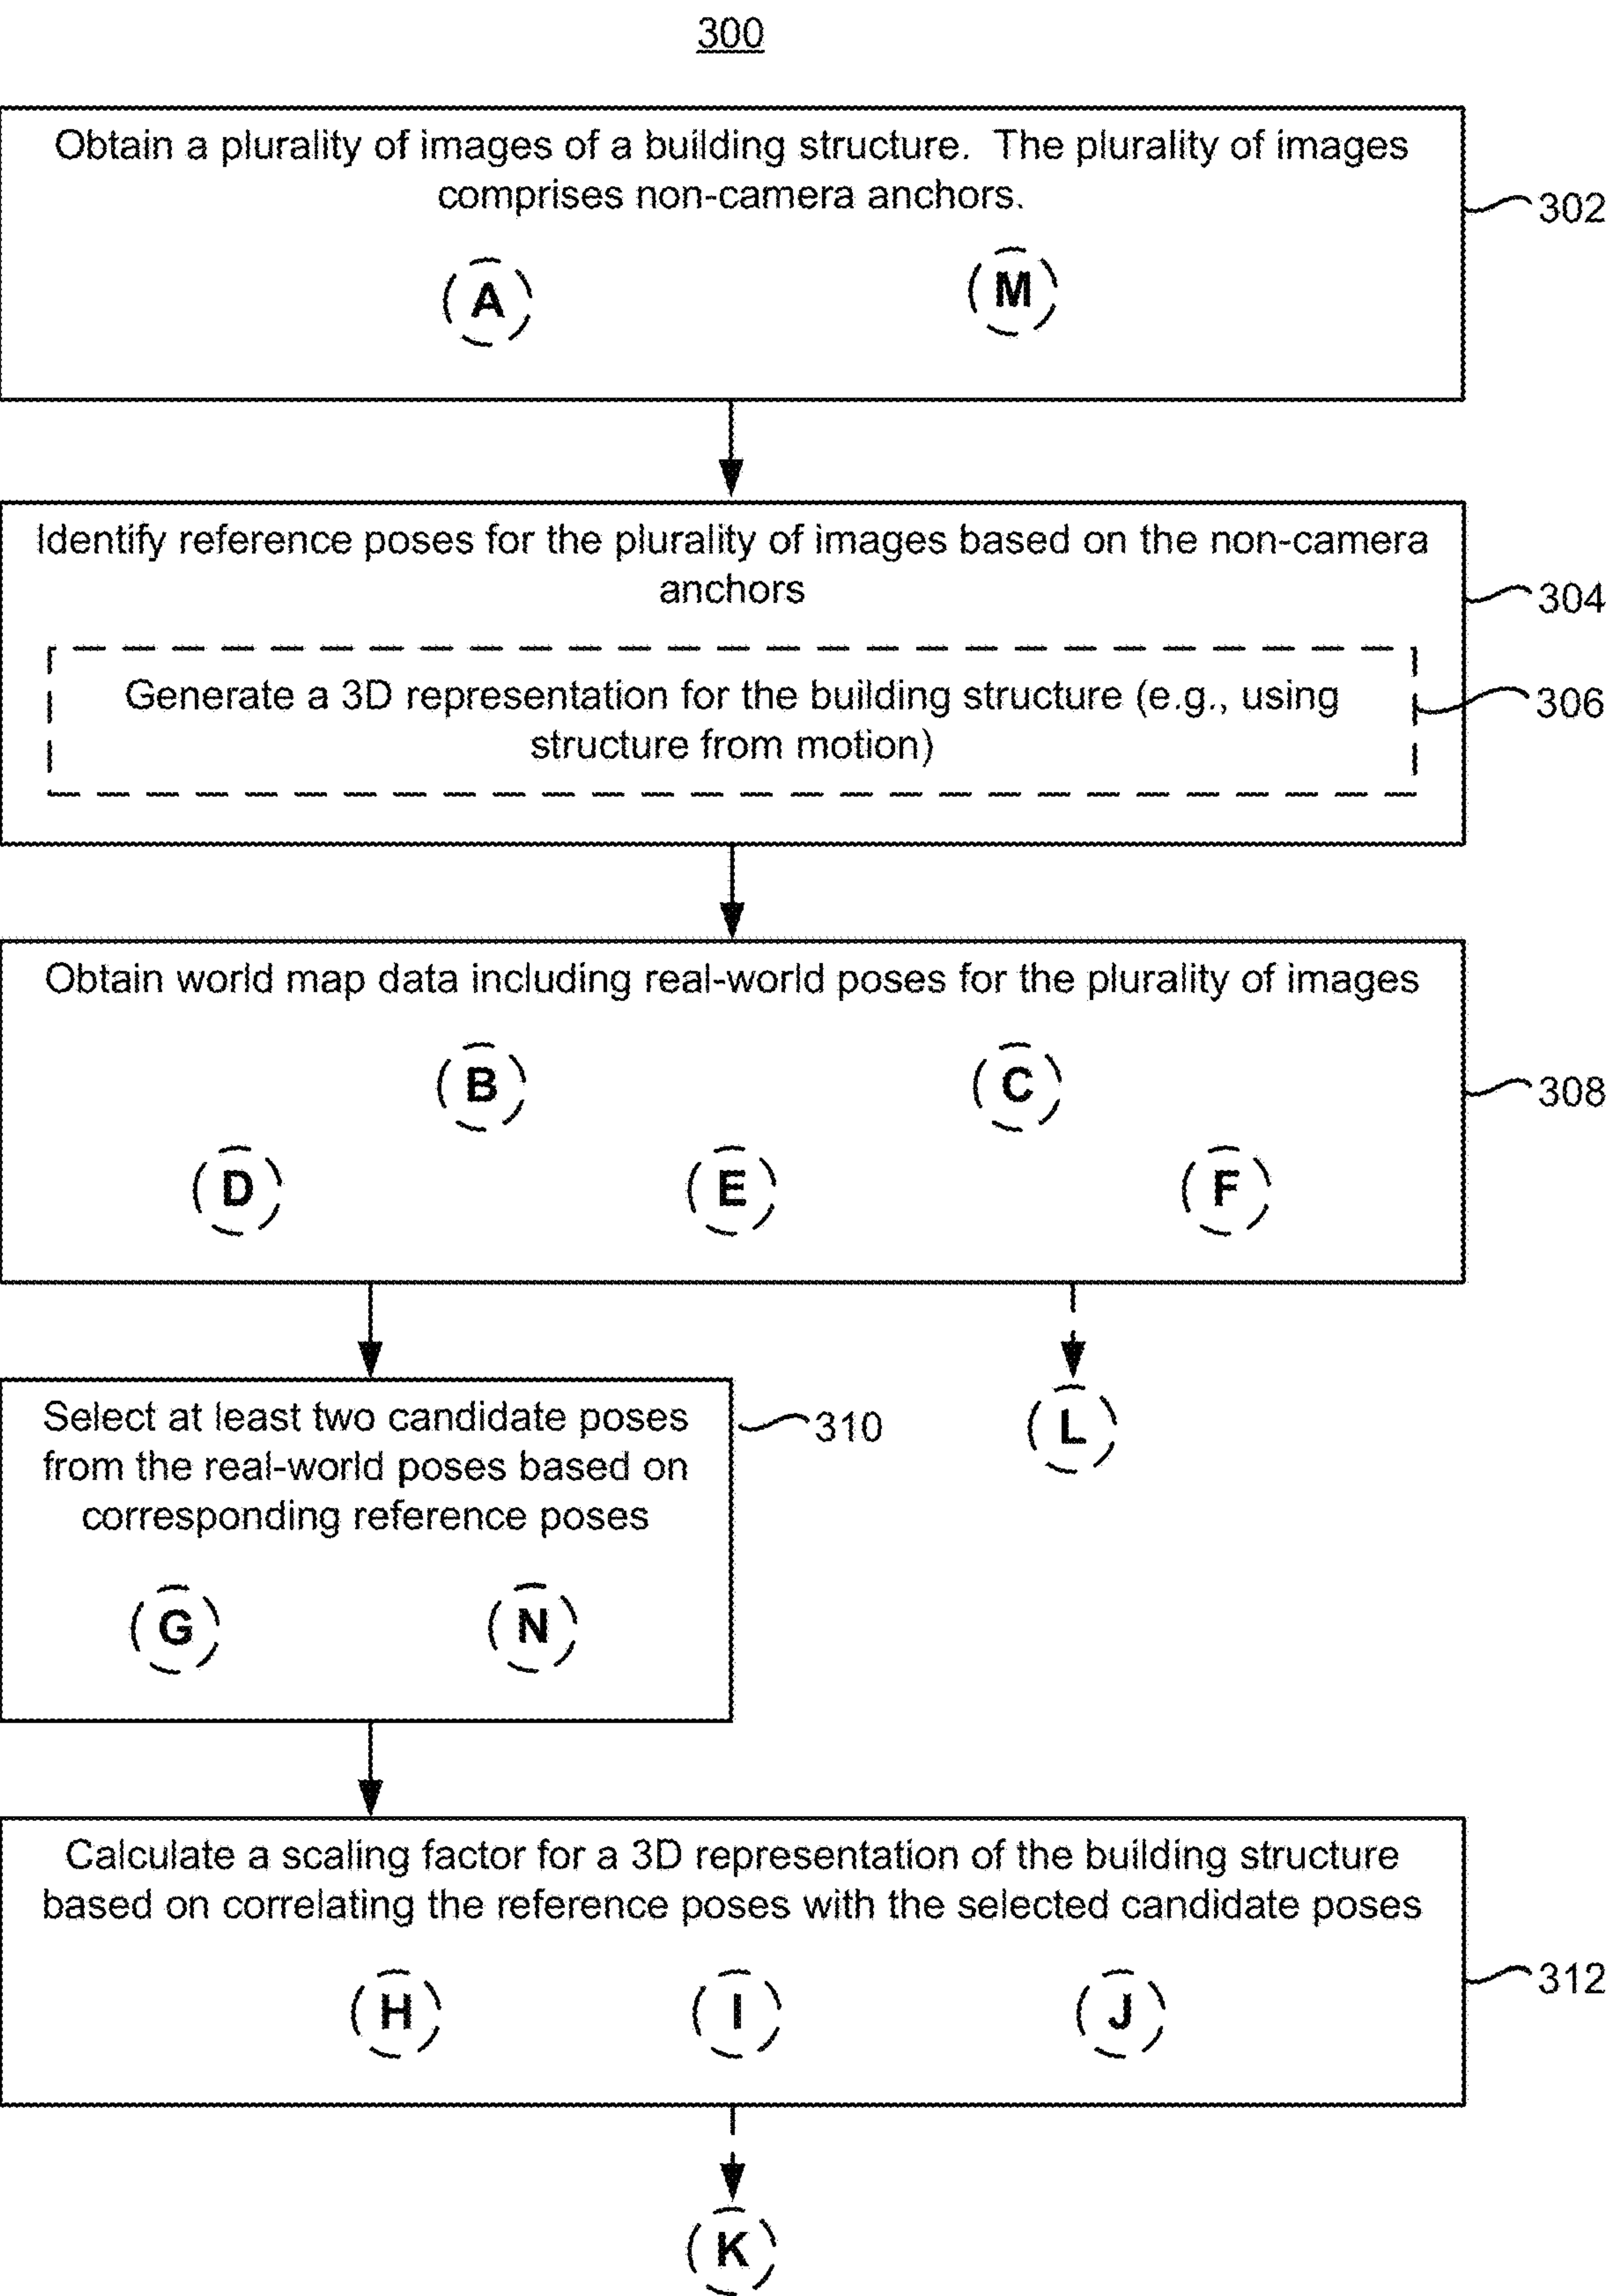 300
Obtain a plurality of images of a building structure. The plurality of images
comprises non-camera anchors.
302
A
M
Identify reference poses for the plurality of images based on the non-camera
anchors
304
Generate a 3D representation for the building structure (e.g., using
structure from motion)
306
Obtain world map data including real-world poses for the plurality of images
B
C
308
D
E
F
Select at least two candidate poses
from the real-world poses based on
corresponding reference poses
310
L
G
N
Calculate a scaling factor for a 3D representation of the building structure
based on correlating the reference poses with the selected candidate poses
312
H
I
J
K